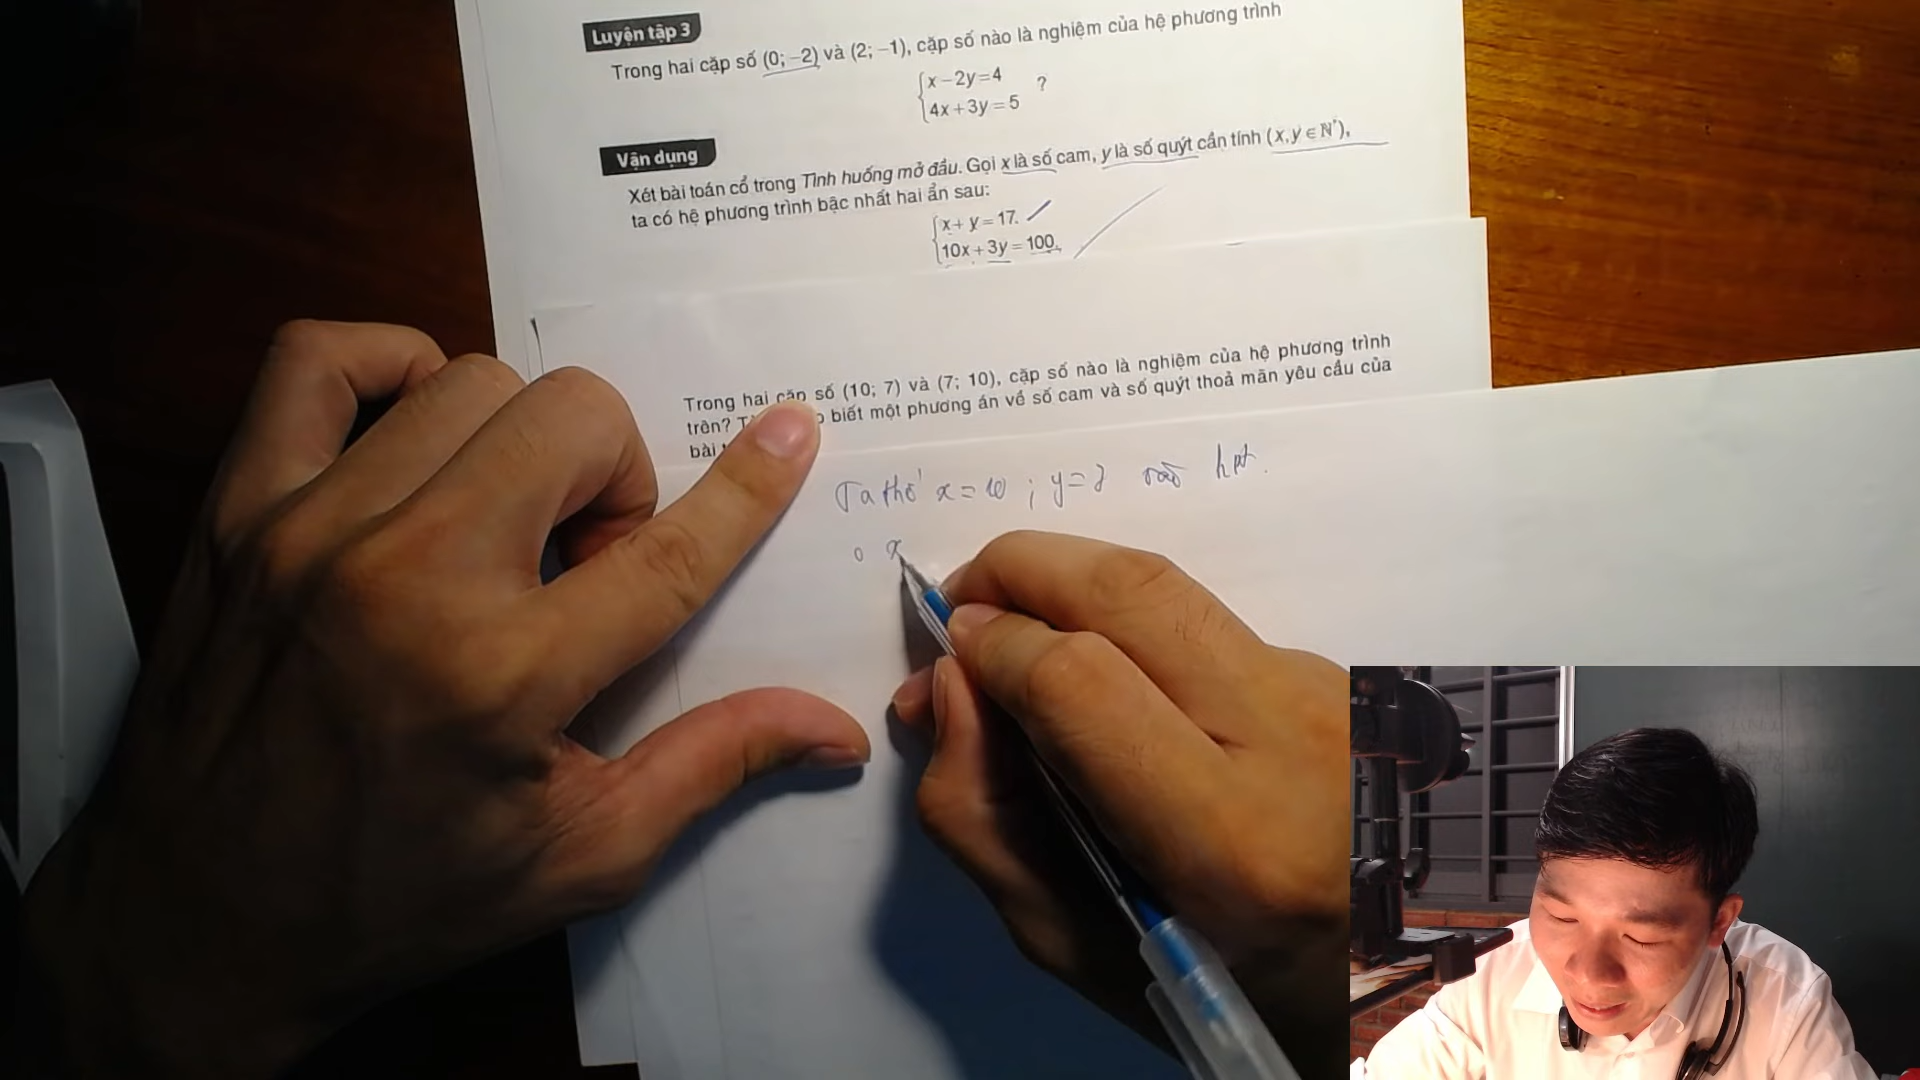 Luyện tập 3
Trong hai cặp số (0; –2) và (2; –1), cặp số nào là nghiệm của hệ phương trình
x – 2y = 4
4x + 3y = 5 ?
Vận dụng
Xét bài toán cổ trong Tình huống mở đầu. Gọi x là số cam, y là số quýt cần tính (x, y ∈ ℕ*),
ta có hệ phương trình bậc nhất hai ẩn sau:
x + y = 17
10x + 3y = 100.
Trong hai cặp số (10; 7) và (7; 10), cặp số nào là nghiệm của hệ phương trình
trên? biết một phương án về số cam và số quýt thoả mãn yêu cầu của
bài
Ta thế x = 10 ; y = 7 vào hpt.
x